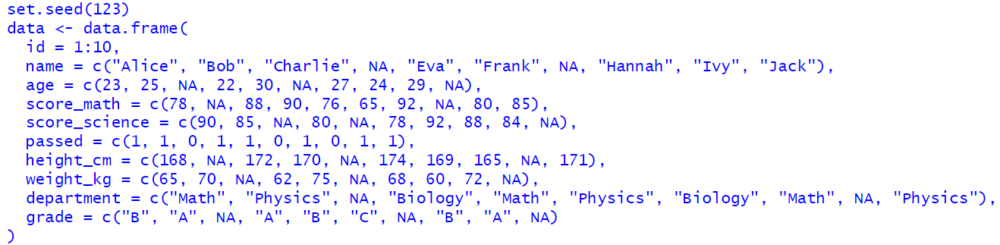 set.seed(123)
data <- data.frame(
  id = 1:10,
  name = c("Alice", "Bob", "Charlie", NA, "Eva", "Frank", NA, "Hannah", "Ivy", "Jack"),
  age = c(23, 25, NA, 22, 30, NA, 27, 24, 29, NA),
  score_math = c(78, NA, 88, 90, 76, 65, 92, NA, 80, 85),
  score_science = c(90, 85, NA, 80, NA, 78, 92, 88, 84, NA),
  passed = c(1, 1, 0, 1, 1, 0, 1, 0, 1, 1),
  height_cm = c(168, NA, 172, 170, NA, 174, 169, 165, NA, 171),
  weight_kg = c(65, 70, NA, 62, 75, NA, 68, 60, 72, NA),
  department = c("Math", "Physics", NA, "Biology", "Math", "Physics", "Biology", "Math", NA, "Physics"),
  grade = c("B", "A", NA, "A", "B", "C", NA, "B", "A", NA)
)